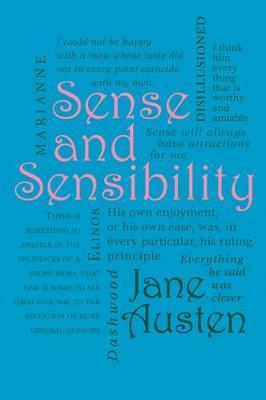 I could not be happy
with a man whose taste did
not in every point coincide
with my own
MARIANNE
DISILLUSIONED
I think
him
every
thing
that is
worthy
and
amiable
Sense
and
Sensibility
Sense will always
have attractions
for me
There is
something so
amiable in the
prejudices of a
young mind, that
one is sorry to see
them give way to the
reception of more
general opinions
Elinor
Dashwood
His own enjoyment,
or his own case, was, in
every particular, his ruling
principle
Jane
Austen
Everything
he said
was
clever